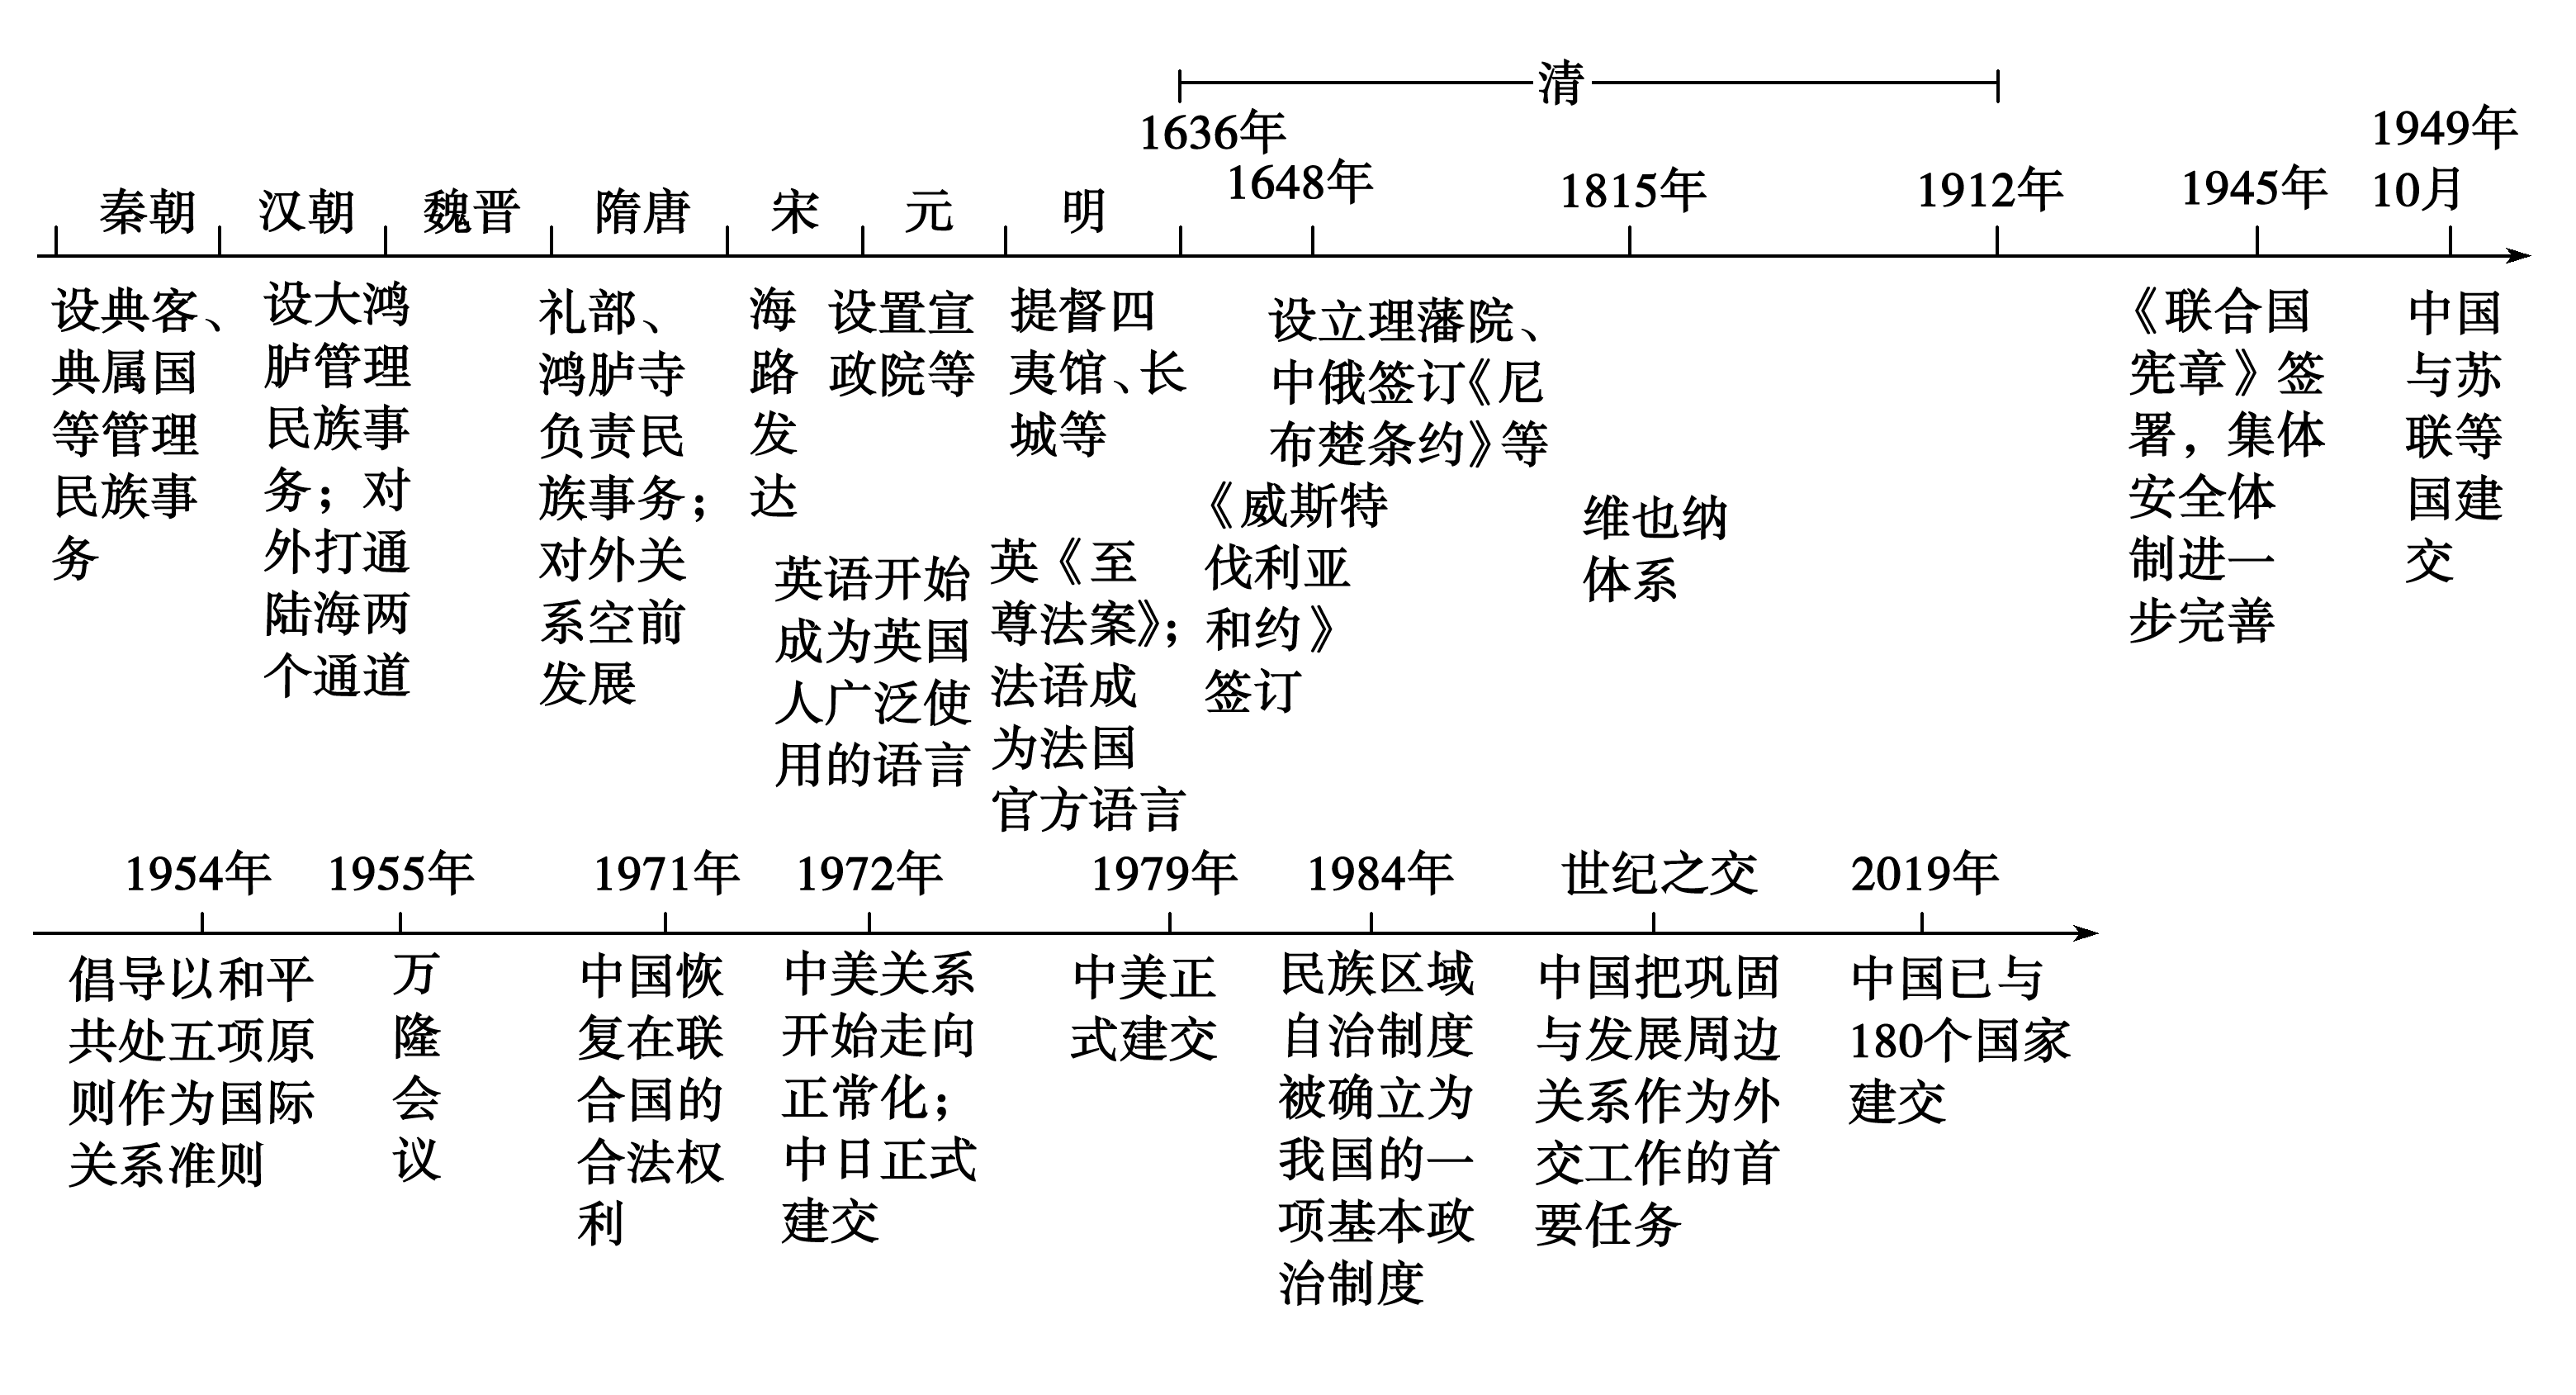 清
1636年
1949年
1648年
1815年
1912年
1945年
10月
秦朝
汉朝
魏晋
隋唐
宋
元
明
设典客、
典属国
等管理
民族事
务
设大鸿
胪管理
民族事
务；对
外打通
陆海两
个通道
礼部、
鸿胪寺
负责民
族事务；
对外关
系空前
发展
海
路
发
达
设置宣
政院等
英语开始
成为英国
人广泛使
用的语言
提督四
夷馆、长
城等
英《至
尊法案》；
法语成
为法国
官方语言
设立理藩院、
中俄签订《尼
布楚条约》等
《威斯特
伐利亚
和约》
签订
维也纳
体系
《联合国
宪章》签
署，集体
安全体
制进一
步完善
中国
与苏
联等
国建
交
1954年
1955年
1971年
1972年
1979年
1984年
世纪之交
2019年
倡导以和平
共处五项原
则作为国际
关系准则
万
隆
会
议
中国恢
复在联
合国的
合法权
利
中美关系
开始走向
正常化；
中日正式
建交
中美正
式建交
民族区域
自治制度
被确立为
我国的一
项基本政
治制度
中国把巩固
与发展周边
关系作为外
交工作的首
要任务
中国已与
180个国家
建交